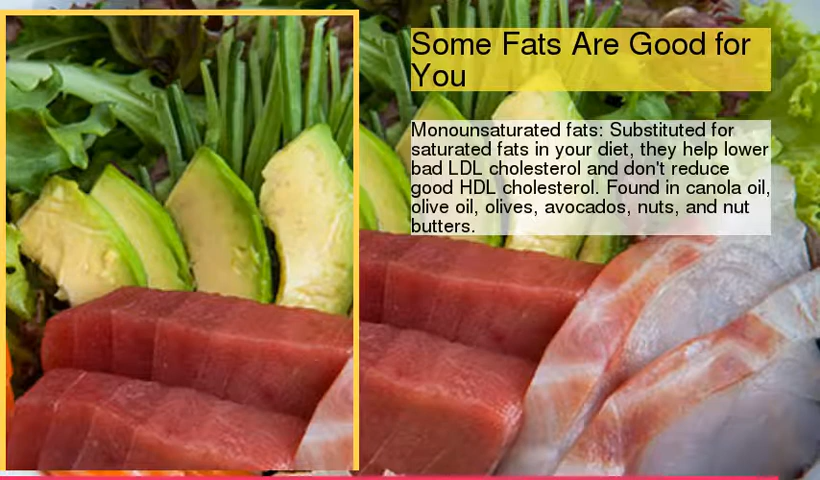 Some Fats Are Good for
You
Monounsaturated fats: Substituted for
saturated fats in your diet, they help lower
bad LDL cholesterol and don't reduce
good HDL cholesterol. Found in canola oil,
olive oil, olives, avocados, nuts, and nut
butters.